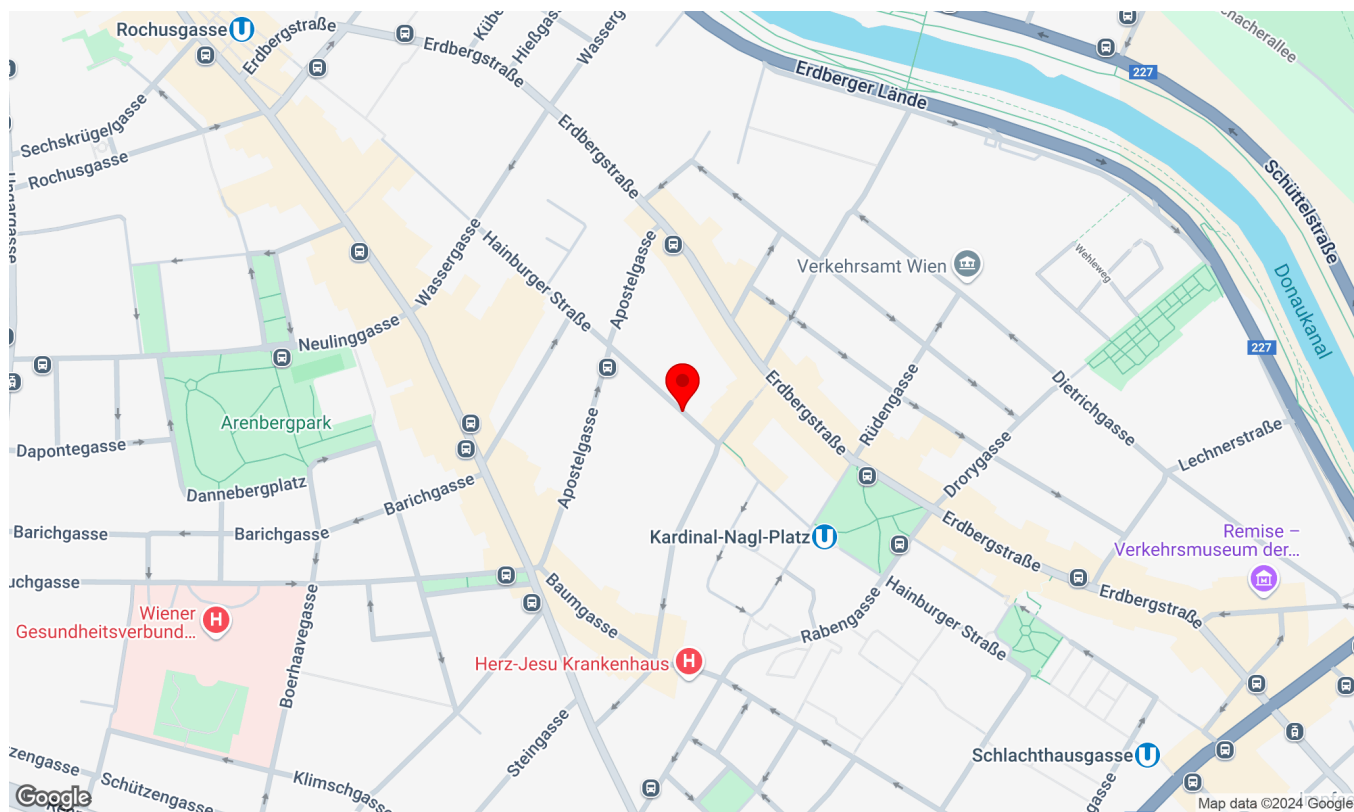 Rochusgasse
Erdbergstraße
Hießgasse
Wassergasse
Erdbergstraße
Erdberger Lände
227
Schüttelstraße
Sechskrügelgasse
Rochusgasse
Erdbergstraße
Hainburger Straße
Wassergasse
Apostelgasse
Verkehrsamt Wien
Wehleweg
Donaukanal
227
Neulinggasse
Erdbergstraße
Rüdengasse
Dietrichgasse
Arenbergpark
Dapontegasse
Dannebergplatz
Barichgasse
Apostelgasse
Drorygasse
Lechnerstraße
Barichgasse
Barichgasse
Kardinal-Nagl-Platz
Erdbergstraße
Remise –
Verkehrsmuseum der...
uchgasse
Baumgasse
Hainburger Straße
Erdbergstraße
Wiener
Gesundheitsverbund...
Boerhaavegasse
Rabengasse
Herz-Jesu Krankenhaus
Steingasse
Schlachthausgasse
zengasse
Schützengasse
Klimschgasse
Google
Map data ©2024 Google